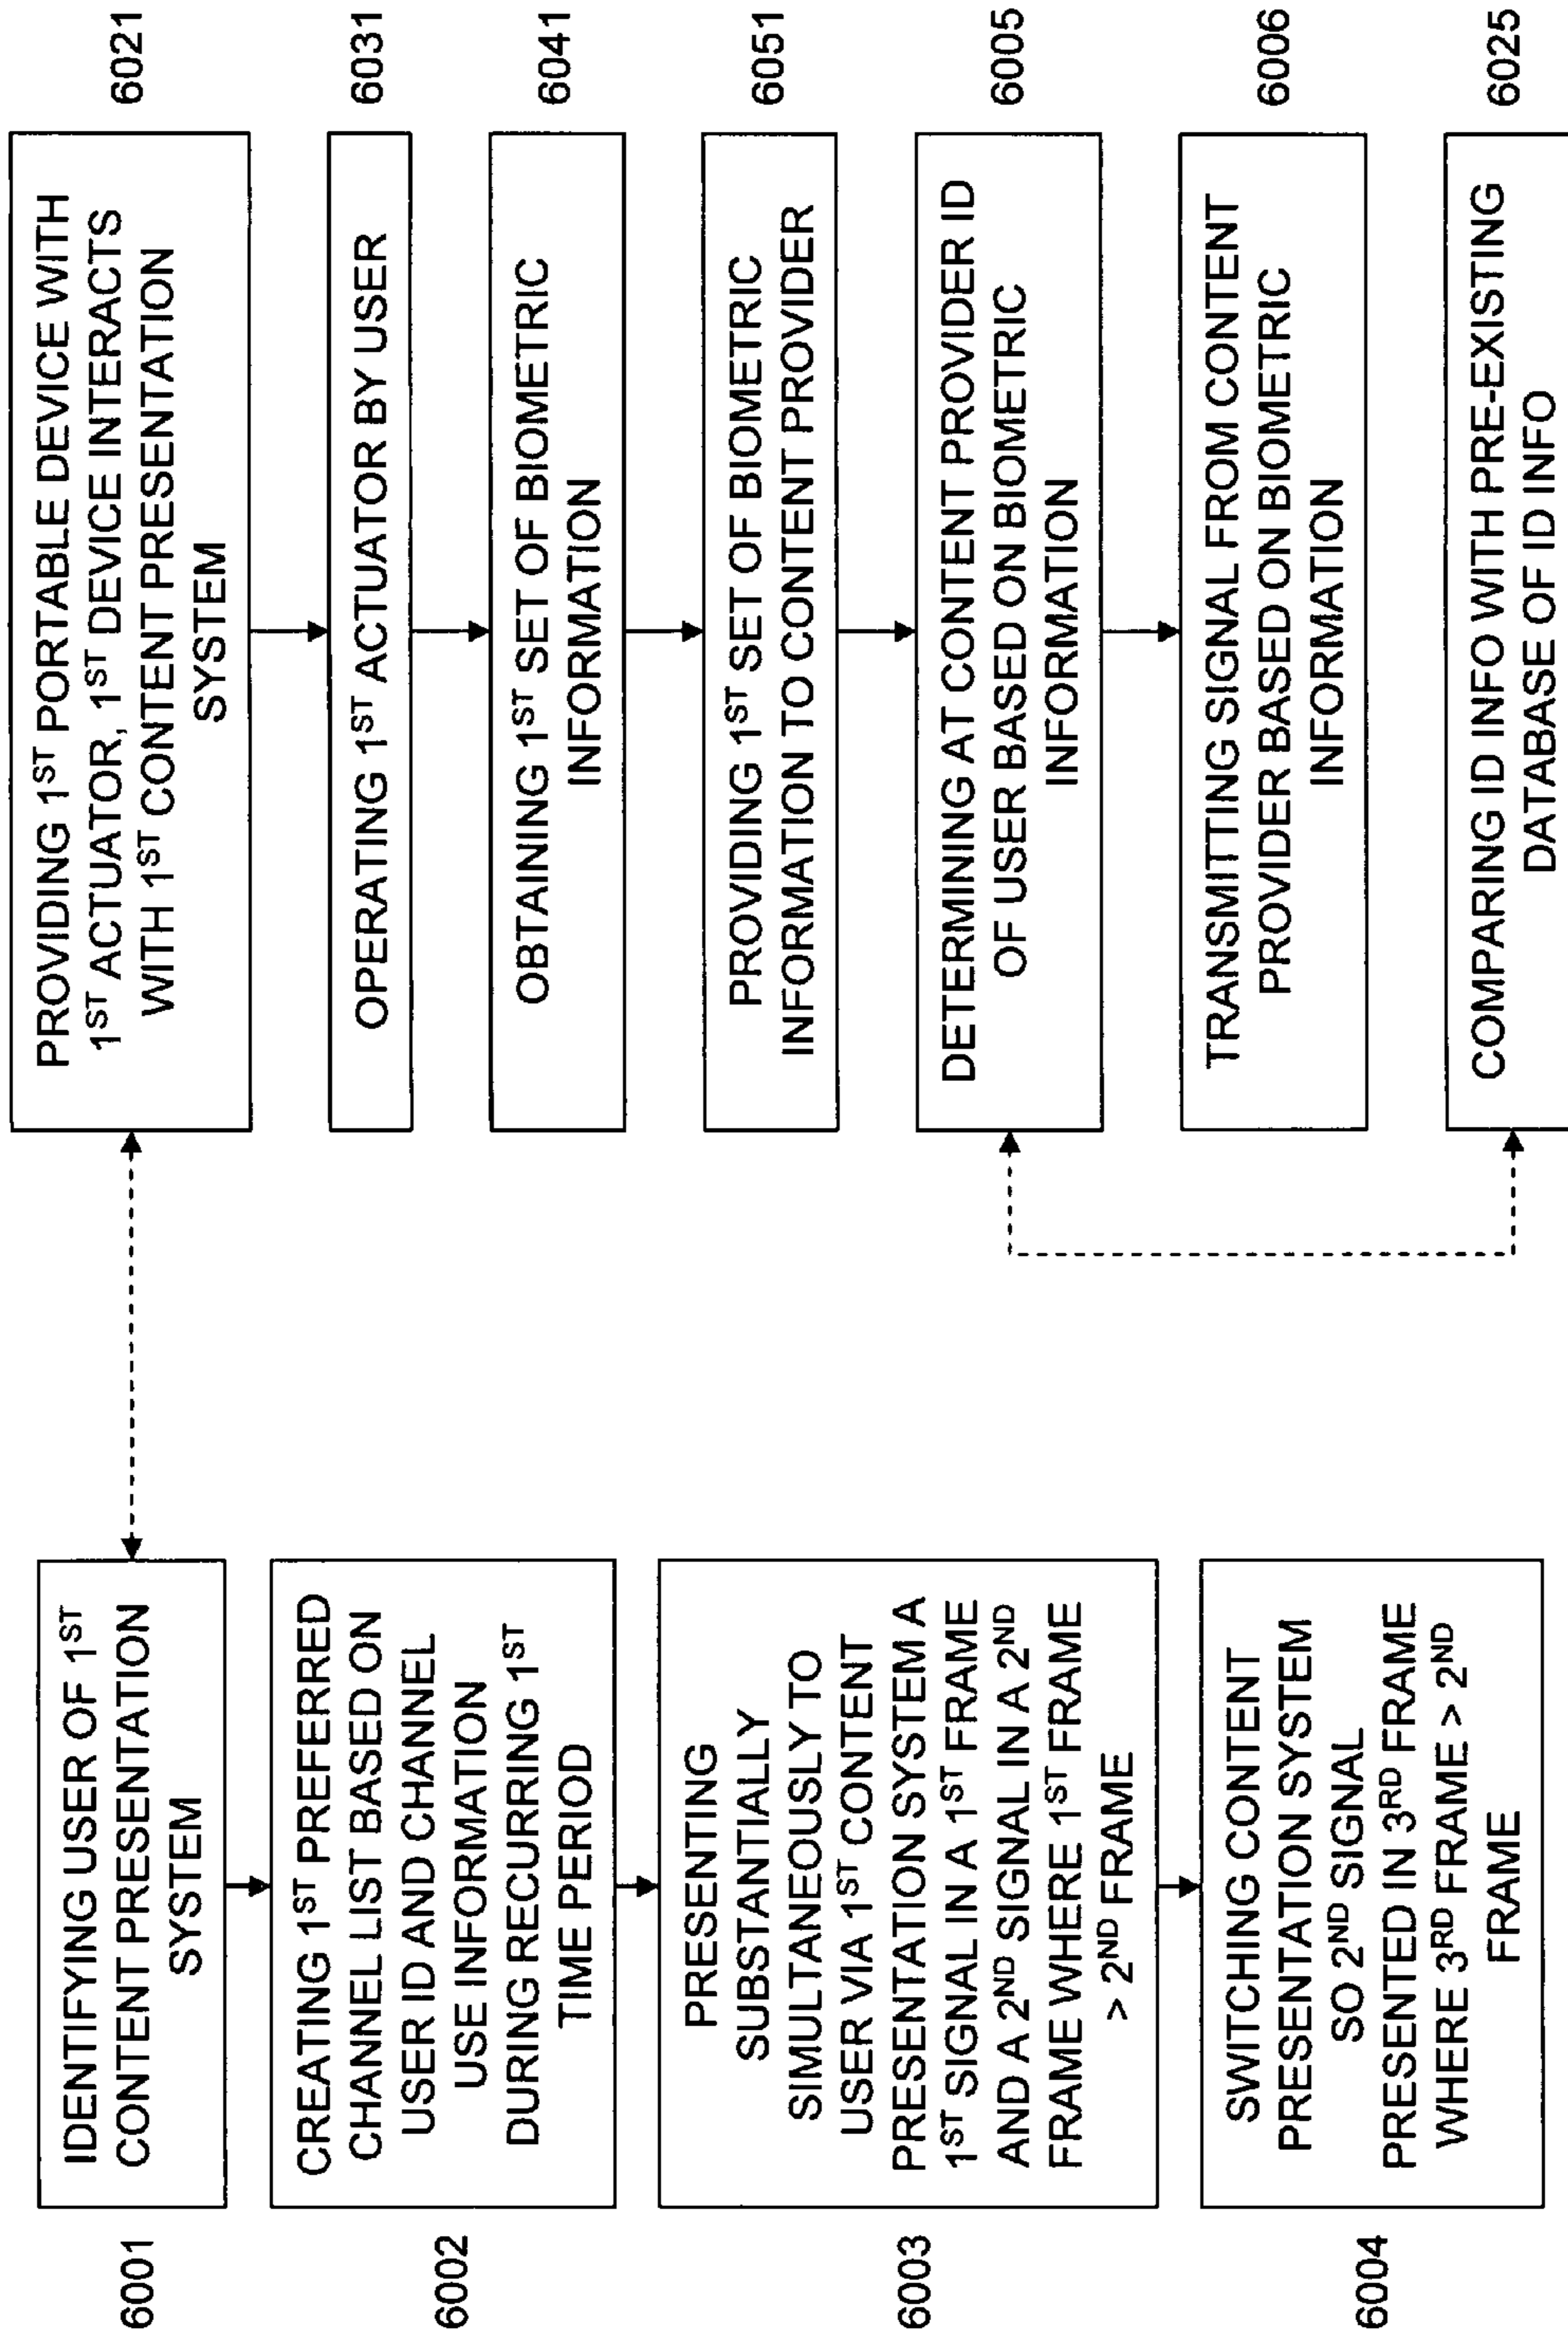 6001
IDENTIFYING USER OF 1ST
CONTENT PRESENTATION
SYSTEM
6002
CREATING 1ST PREFERRED
CHANNEL LIST BASED ON
USER ID AND CHANNEL
USE INFORMATION
DURING RECURRING 1ST
TIME PERIOD
6003
PRESENTING
SUBSTANTIALLY
SIMULTANEOUSLY TO
USER VIA 1ST CONTENT
PRESENTATION SYSTEM A
1ST SIGNAL IN A 1ST FRAME
AND A 2ND SIGNAL IN A 2ND
FRAME WHERE 1ST FRAME
> 2ND FRAME
6004
SWITCHING CONTENT
PRESENTATION SYSTEM
SO 2ND SIGNAL
PRESENTED IN 3RD FRAME
WHERE 3RD FRAME > 2ND
FRAME
PROVIDING 1ST PORTABLE DEVICE WITH
1ST ACTUATOR, 1ST DEVICE INTERACTS
WITH 1ST CONTENT PRESENTATION
SYSTEM
6021
OPERATING 1ST ACTUATOR BY USER
6031
OBTAINING 1ST SET OF BIOMETRIC
INFORMATION
6041
PROVIDING 1ST SET OF BIOMETRIC
INFORMATION TO CONTENT PROVIDER
6051
DETERMINING AT CONTENT PROVIDER ID
OF USER BASED ON BIOMETRIC
INFORMATION
6005
TRANSMITTING SIGNAL FROM CONTENT
PROVIDER BASED ON BIOMETRIC
INFORMATION
6006
COMPARING ID INFO WITH PRE-EXISTING
DATABASE OF ID INFO
6025